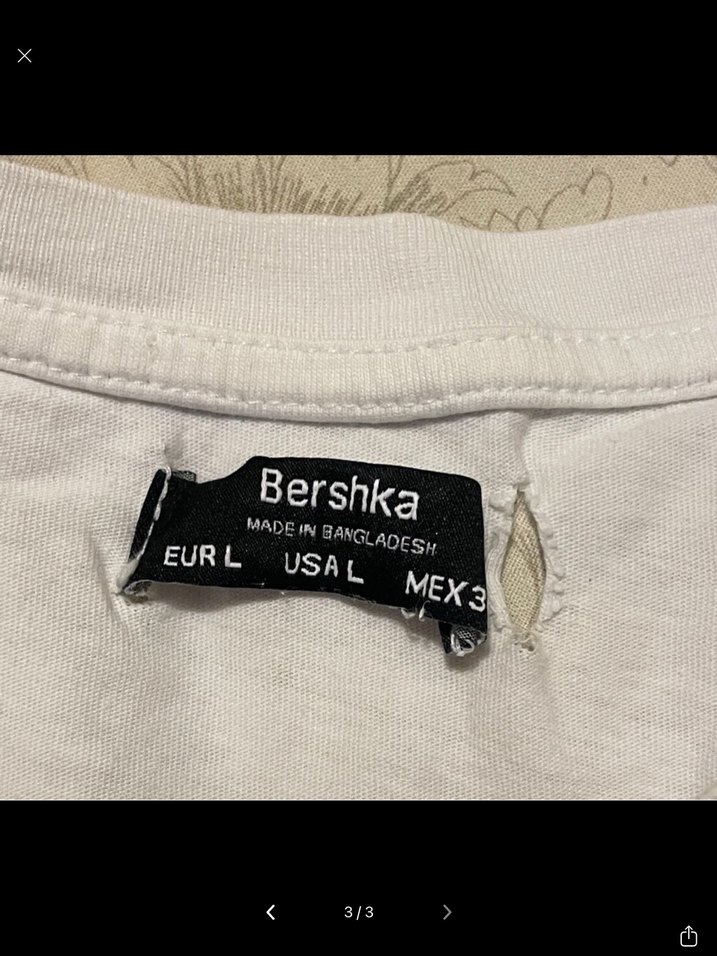 Bershka
MADE IN BANGLADESH
EUR L USA L MEX 3
3 / 3